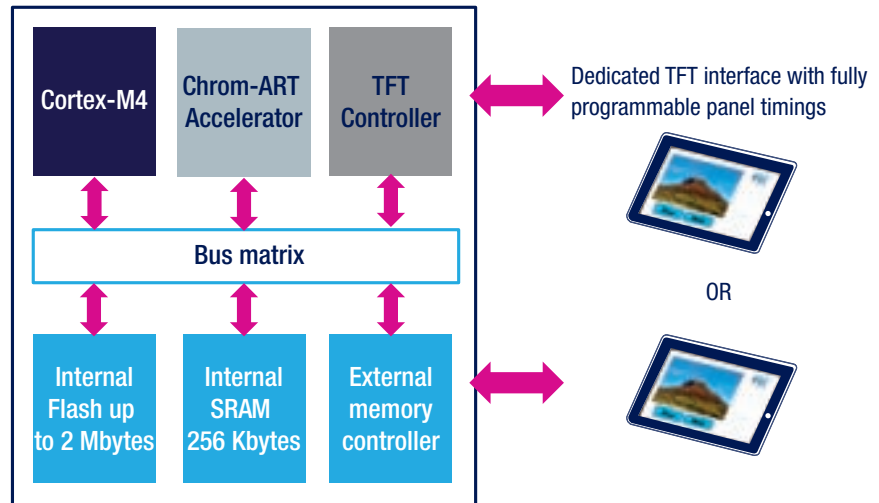 Cortex-M4
Chrom-ART
Accelerator
TFT
Controller
Dedicated TFT interface with fully
programmable panel timings
Bus matrix
OR
Internal
Flash up
to 2 Mbytes
Internal
SRAM
256 Kbytes
External
memory
controller